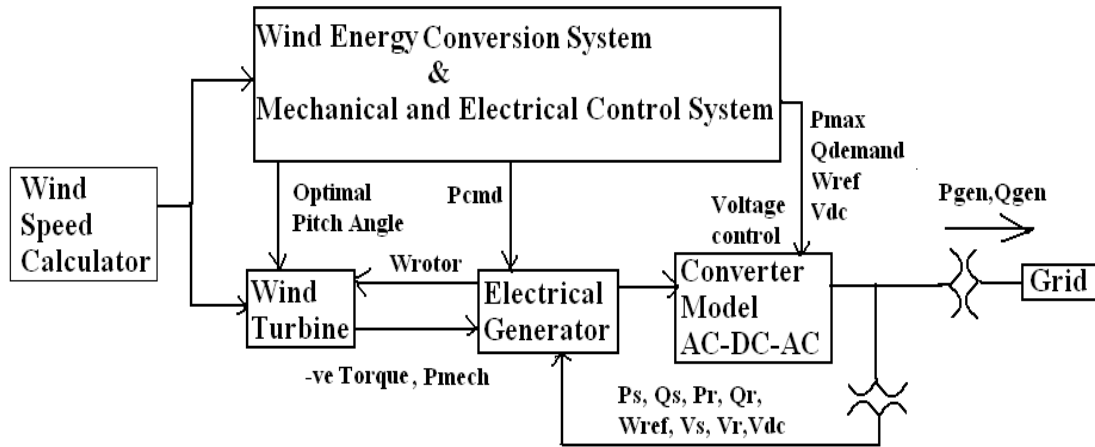 Wind Energy Conversion System
&
Mechanical and Electrical Control System
Wind
Speed
Calculator
Optimal
Pitch Angle
Pcmd
Pmax
Qdemand
Wref
Vdc
Voltage
control
Pgen,Qgen
Wrotor
Wind
Turbine
Electrical
Generator
Converter
Model
AC-DC-AC
Grid
-ve Torque, Pmech
Ps, Qs, Pr, Qr,
Wref, Vs, Vr,Vdc